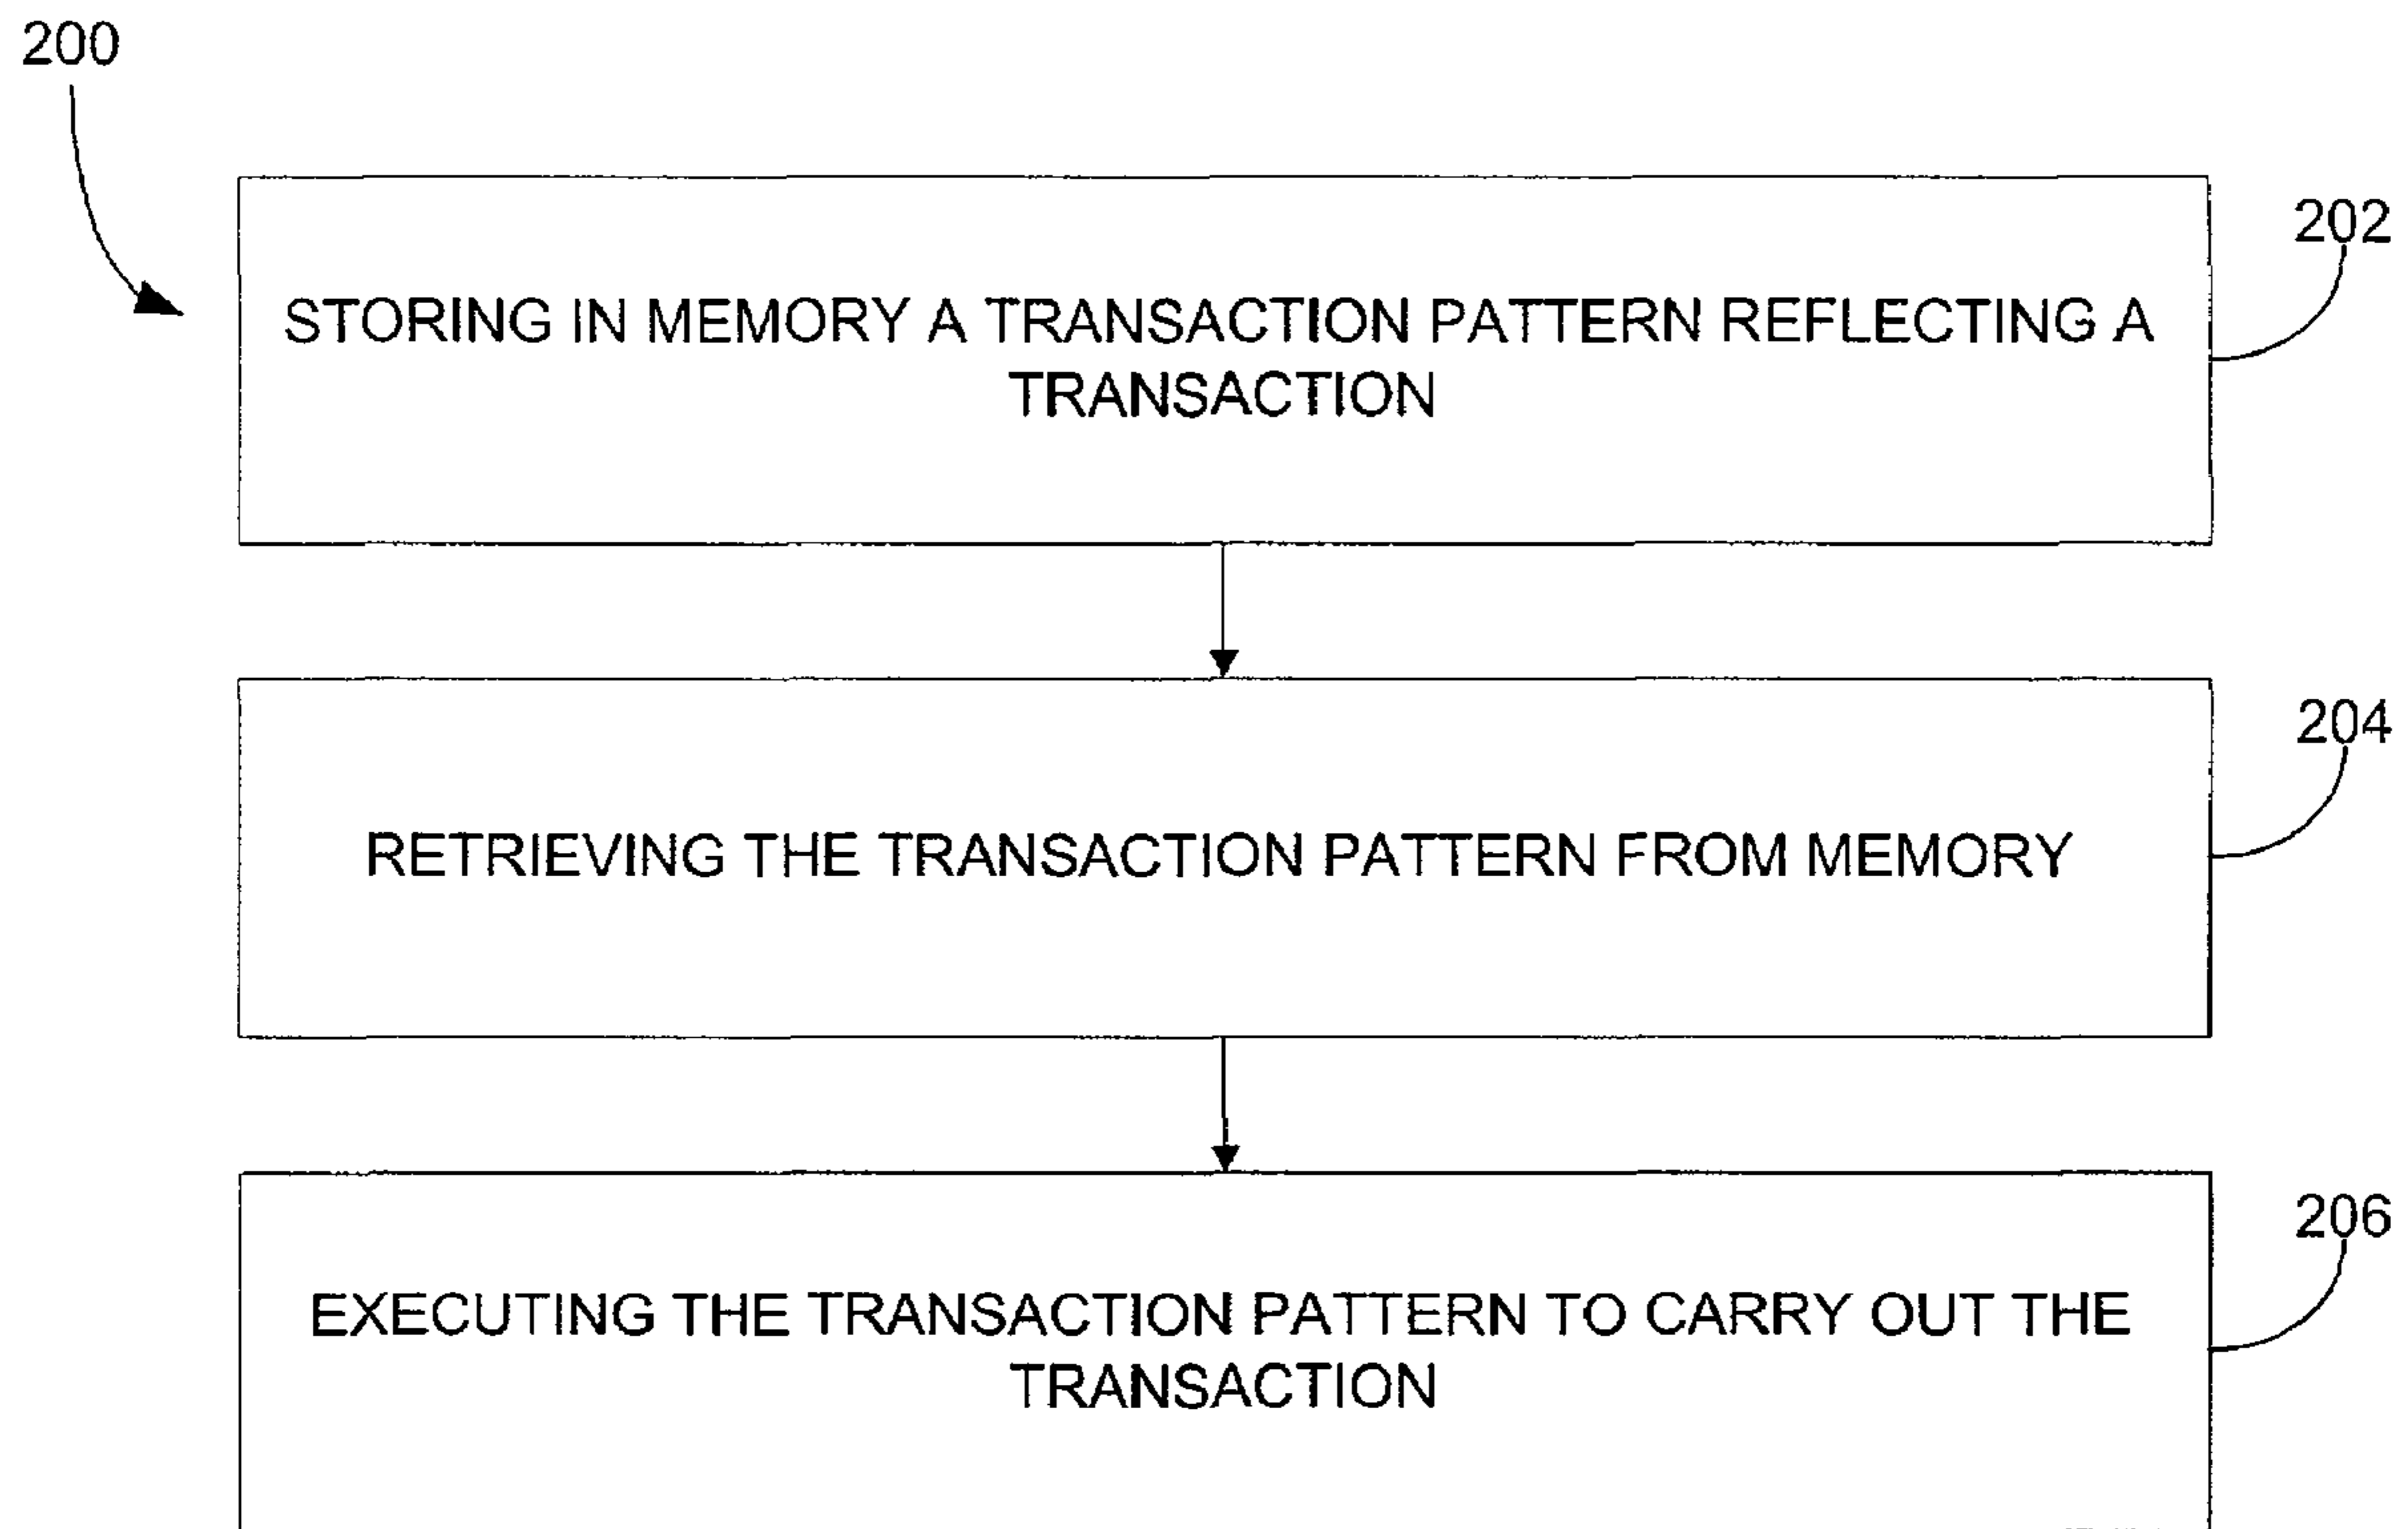 200
202
STORING IN MEMORY A TRANSACTION PATTERN REFLECTING A
TRANSACTION
204
RETRIEVING THE TRANSACTION PATTERN FROM MEMORY
206
EXECUTING THE TRANSACTION PATTERN TO CARRY OUT THE
TRANSACTION